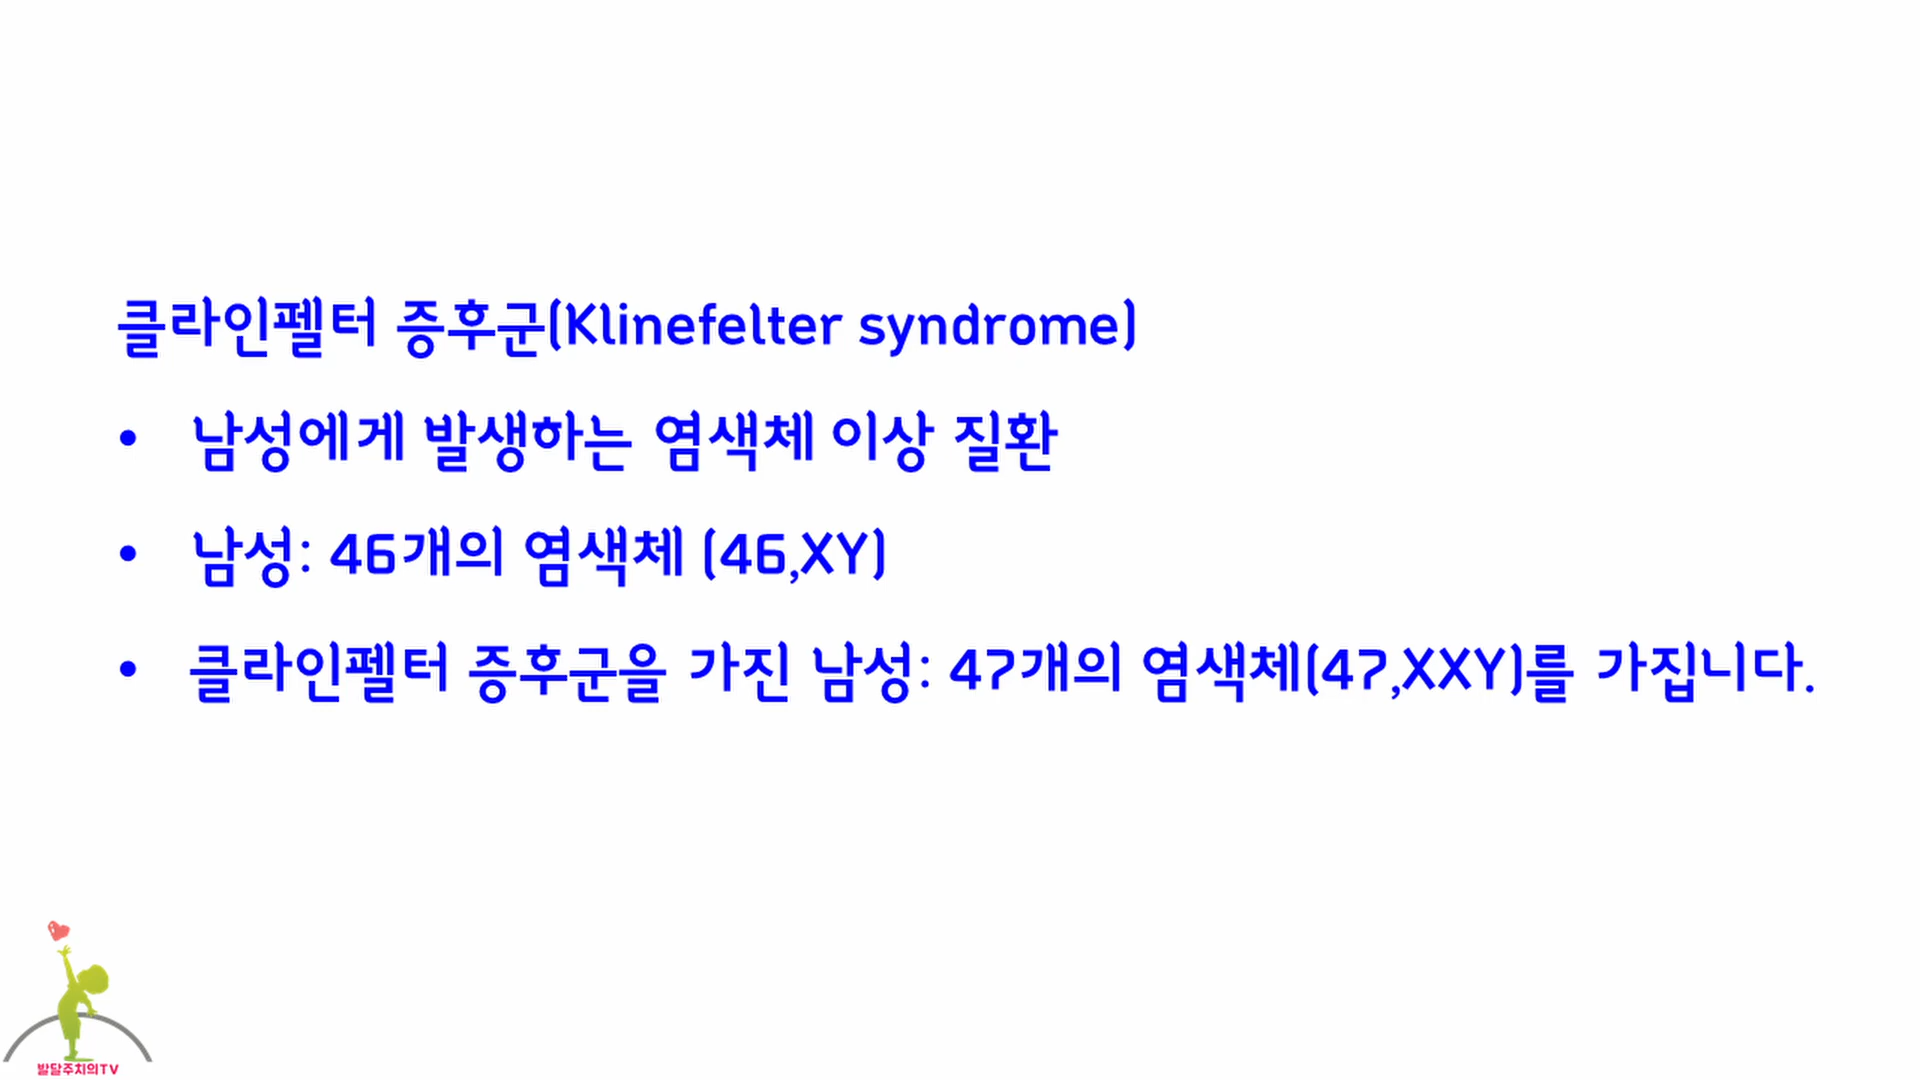 클라인펠터 증후군(Klinefelter syndrome)
• 남성에게 발생하는 염색체 이상 질환
• 남성: 46개의 염색체 (46,XY)
• 클라인펠터 증후군을 가진 남성: 47개의 염색체(47,XXY)를 가집니다.
발달주치의TV